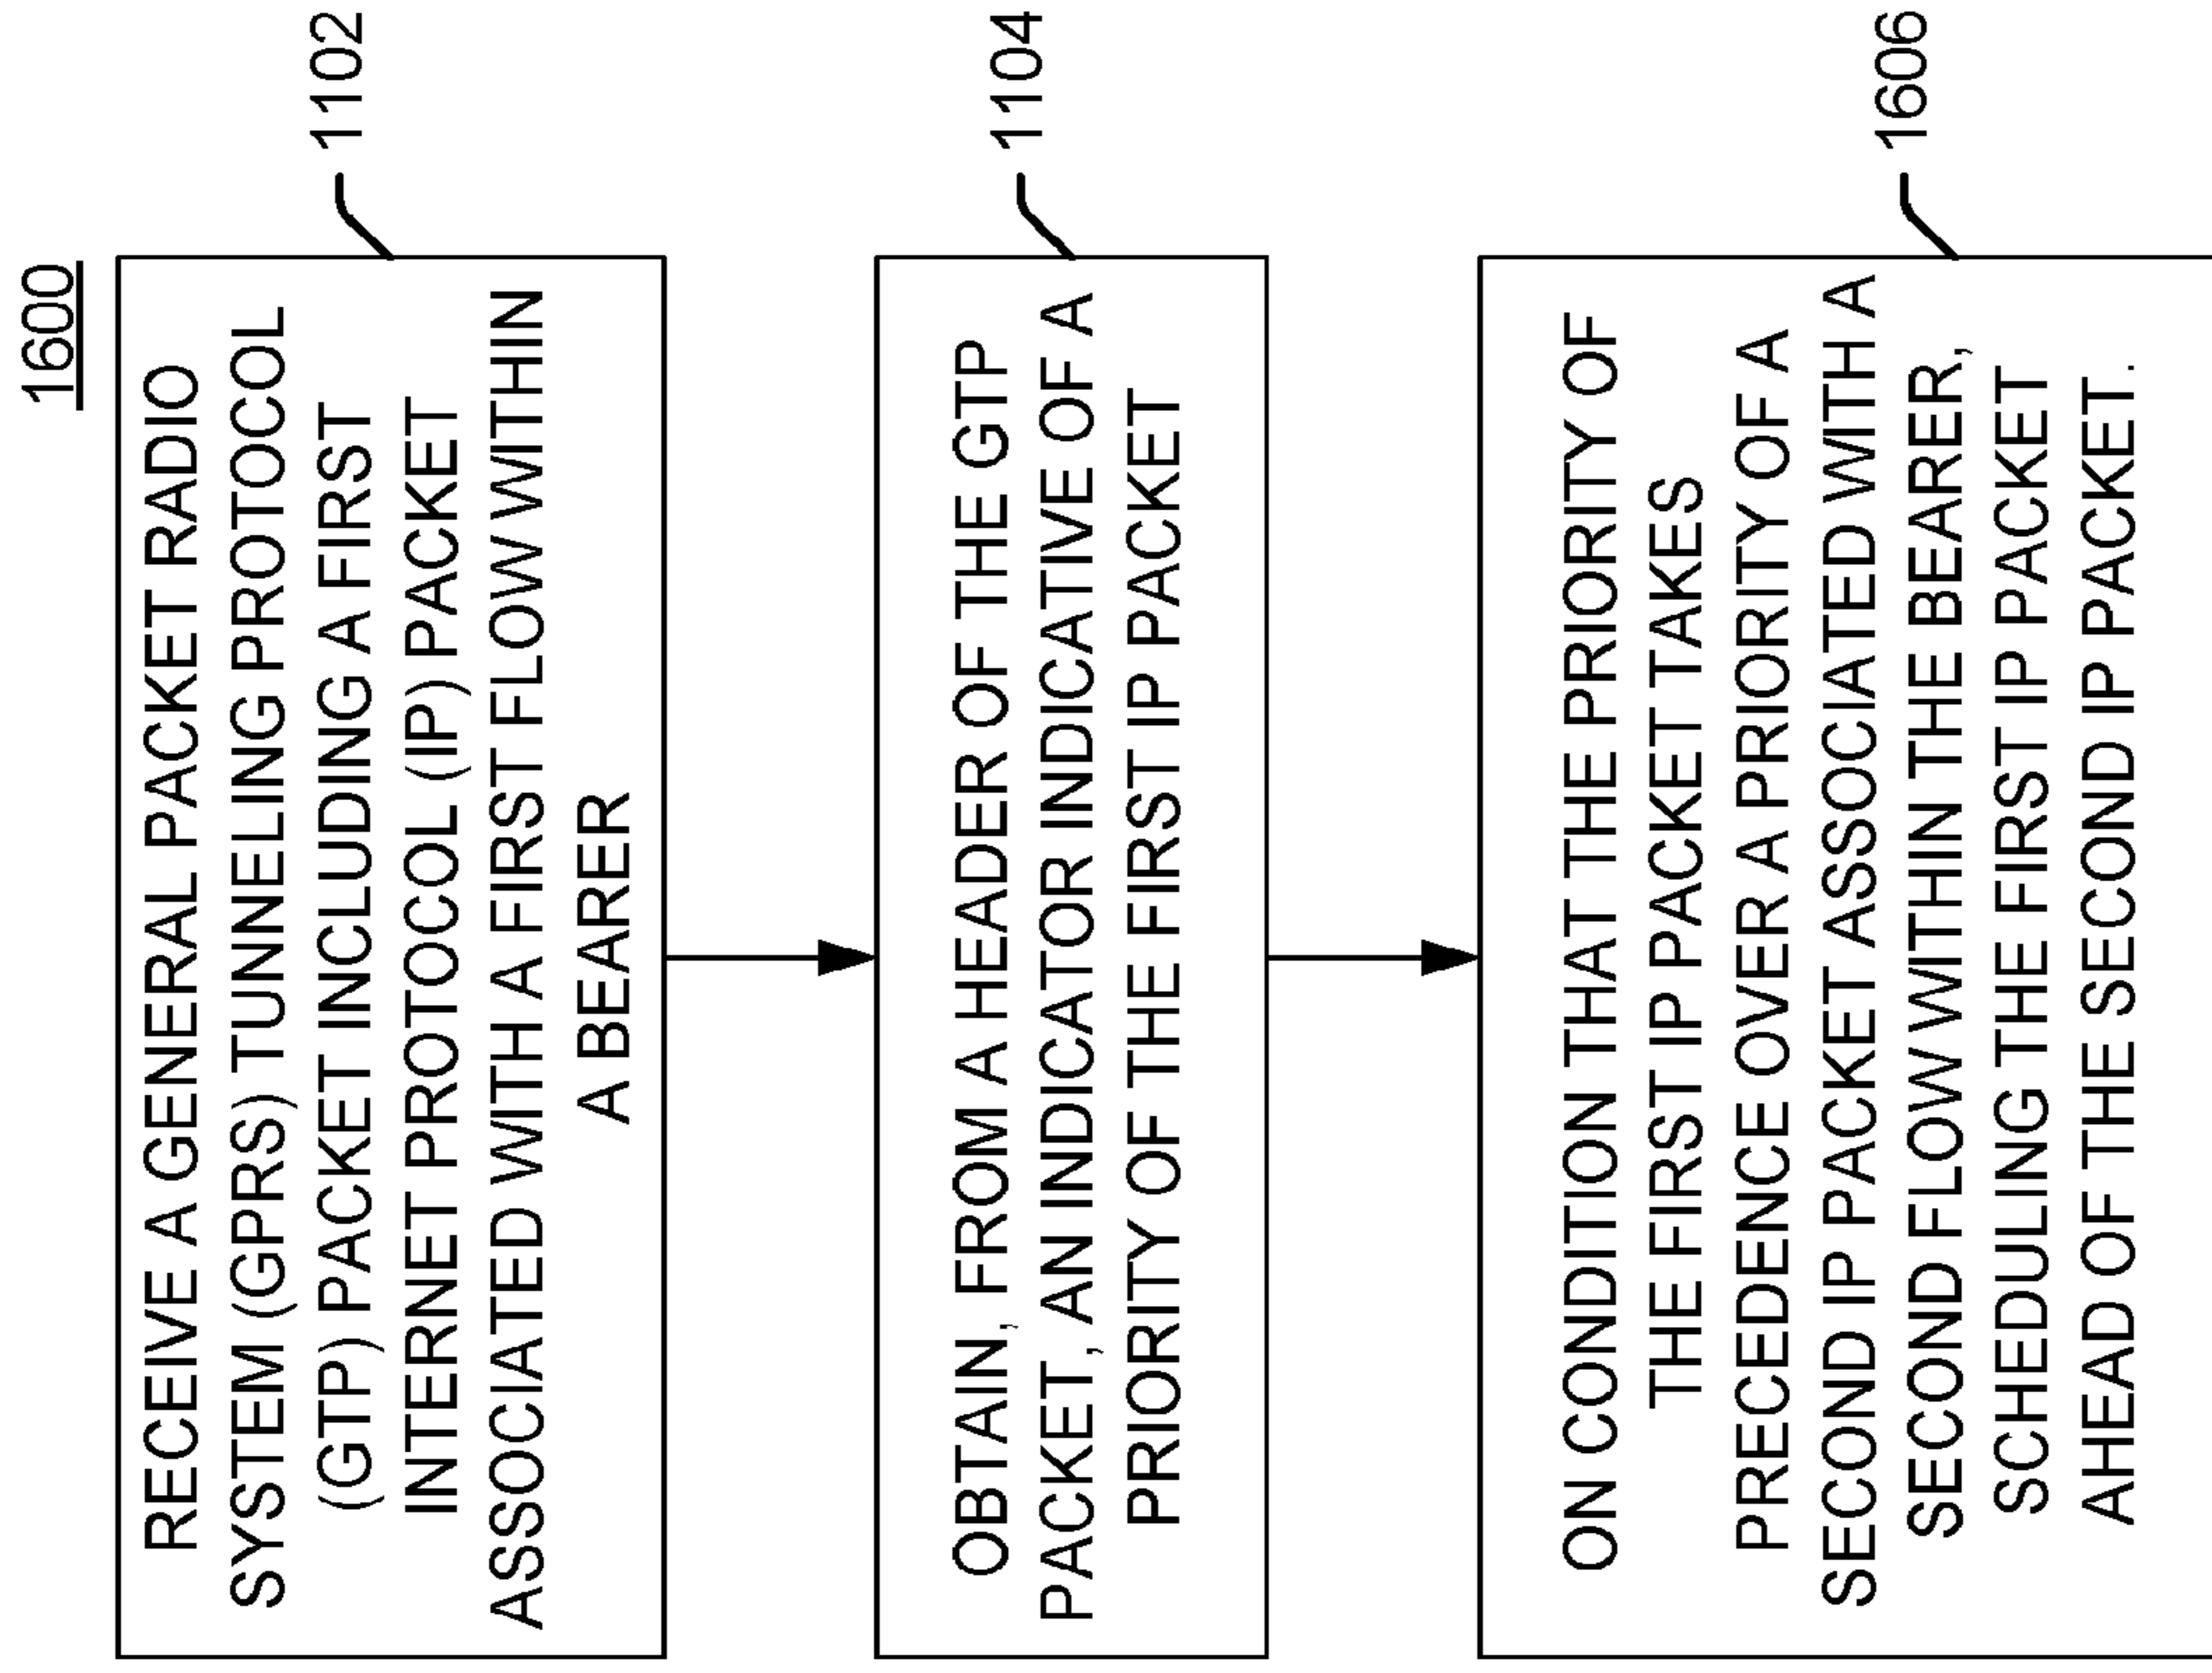 1600
RECEIVE A GENERAL PACKET RADIO
SYSTEM (GPRS) TUNNELING PROTOCOL
(GTP) PACKET INCLUDING A FIRST
INTERNET PROTOCOL (IP) PACKET
ASSOCIATED WITH A FIRST FLOW WITHIN
A BEARER
1102
OBTAIN, FROM A HEADER OF THE GTP
PACKET, AN INDICATOR INDICATIVE OF A
PRIORITY OF THE FIRST IP PACKET
1104
ON CONDITION THAT THE PRIORITY OF
THE FIRST IP PACKET TAKES
PRECEDENCE OVER A PRIORITY OF A
SECOND IP PACKET ASSOCIATED WITH A
SECOND FLOW WITHIN THE BEARER,
SCHEDULING THE FIRST IP PACKET
AHEAD OF THE SECOND IP PACKET.
1606